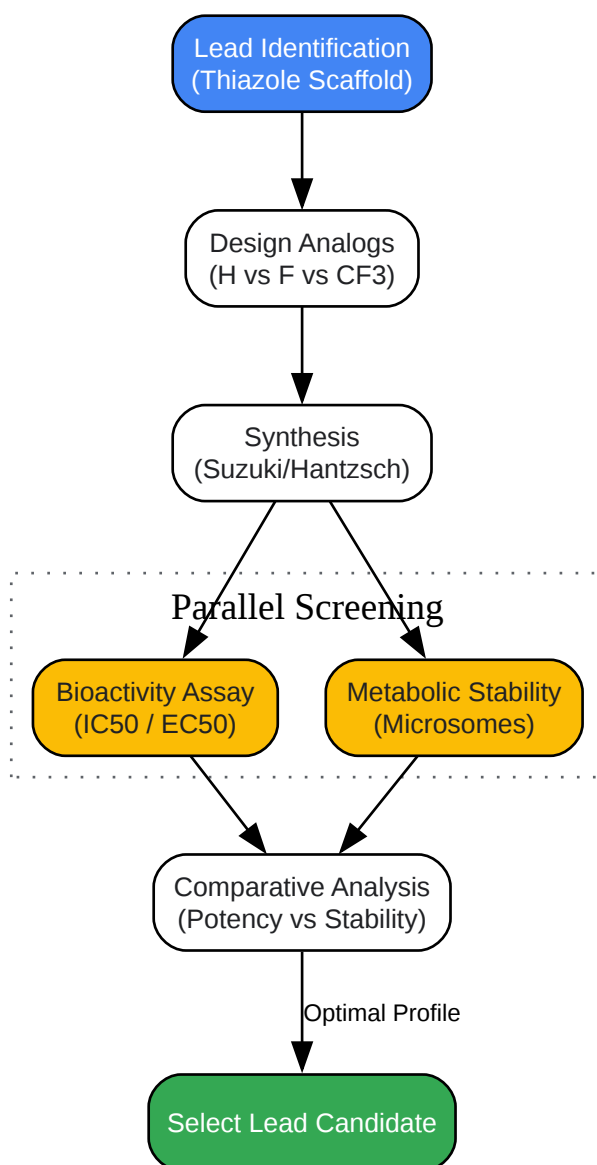 Lead Identification
(Thiazole Scaffold)
Design Analogs
(H vs F vs CF3)
Synthesis
(Suzuki/Hantzsch)
Parallel Screening
Bioactivity Assay
(IC50 / EC50)
Metabolic Stability
(Microsomes)
Comparative Analysis
(Potency vs Stability)
Optimal Profile
Select Lead Candidate